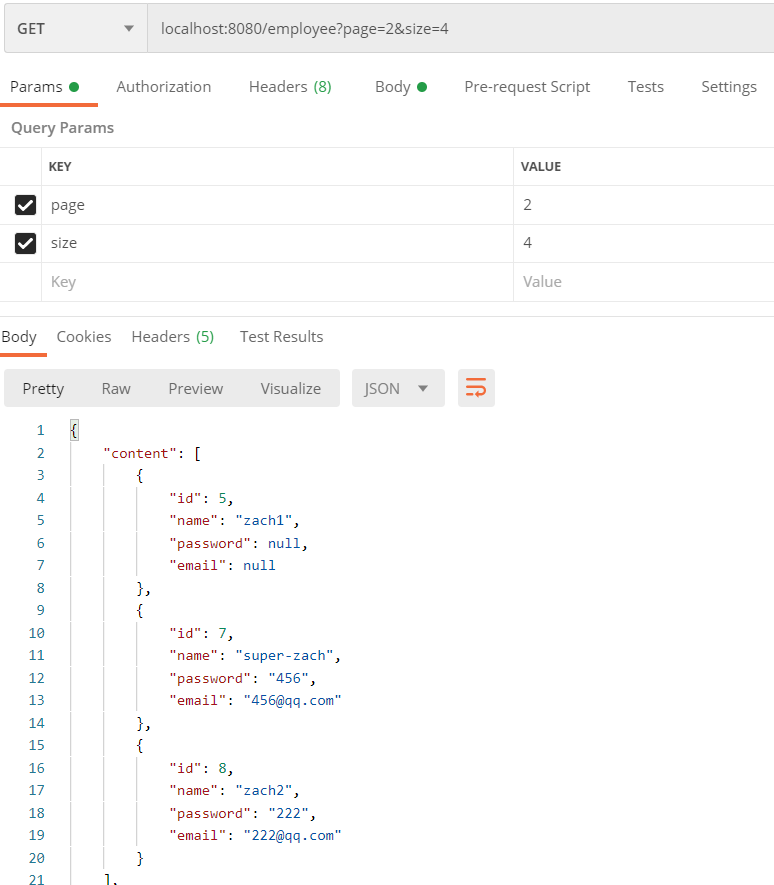 GET localhost:8080/employee?page=2&size=4
Params Authorization Headers (8) Body Pre-request Script Tests Settings
Query Params
KEY VALUE
page 2
size 4
Key Value
Body Cookies Headers (5) Test Results
Pretty Raw Preview Visualize JSON
1 {
2 "content": [
3 {
4 "id": 5,
5 "name": "zach1",
6 "password": null,
7 "email": null
8 },
9 {
10 "id": 7,
11 "name": "super-zach",
12 "password": "456",
13 "email": "456@qq.com"
14 },
15 {
16 "id": 8,
17 "name": "zach2",
18 "password": "222",
19 "email": "222@qq.com"
20 }
21 ],